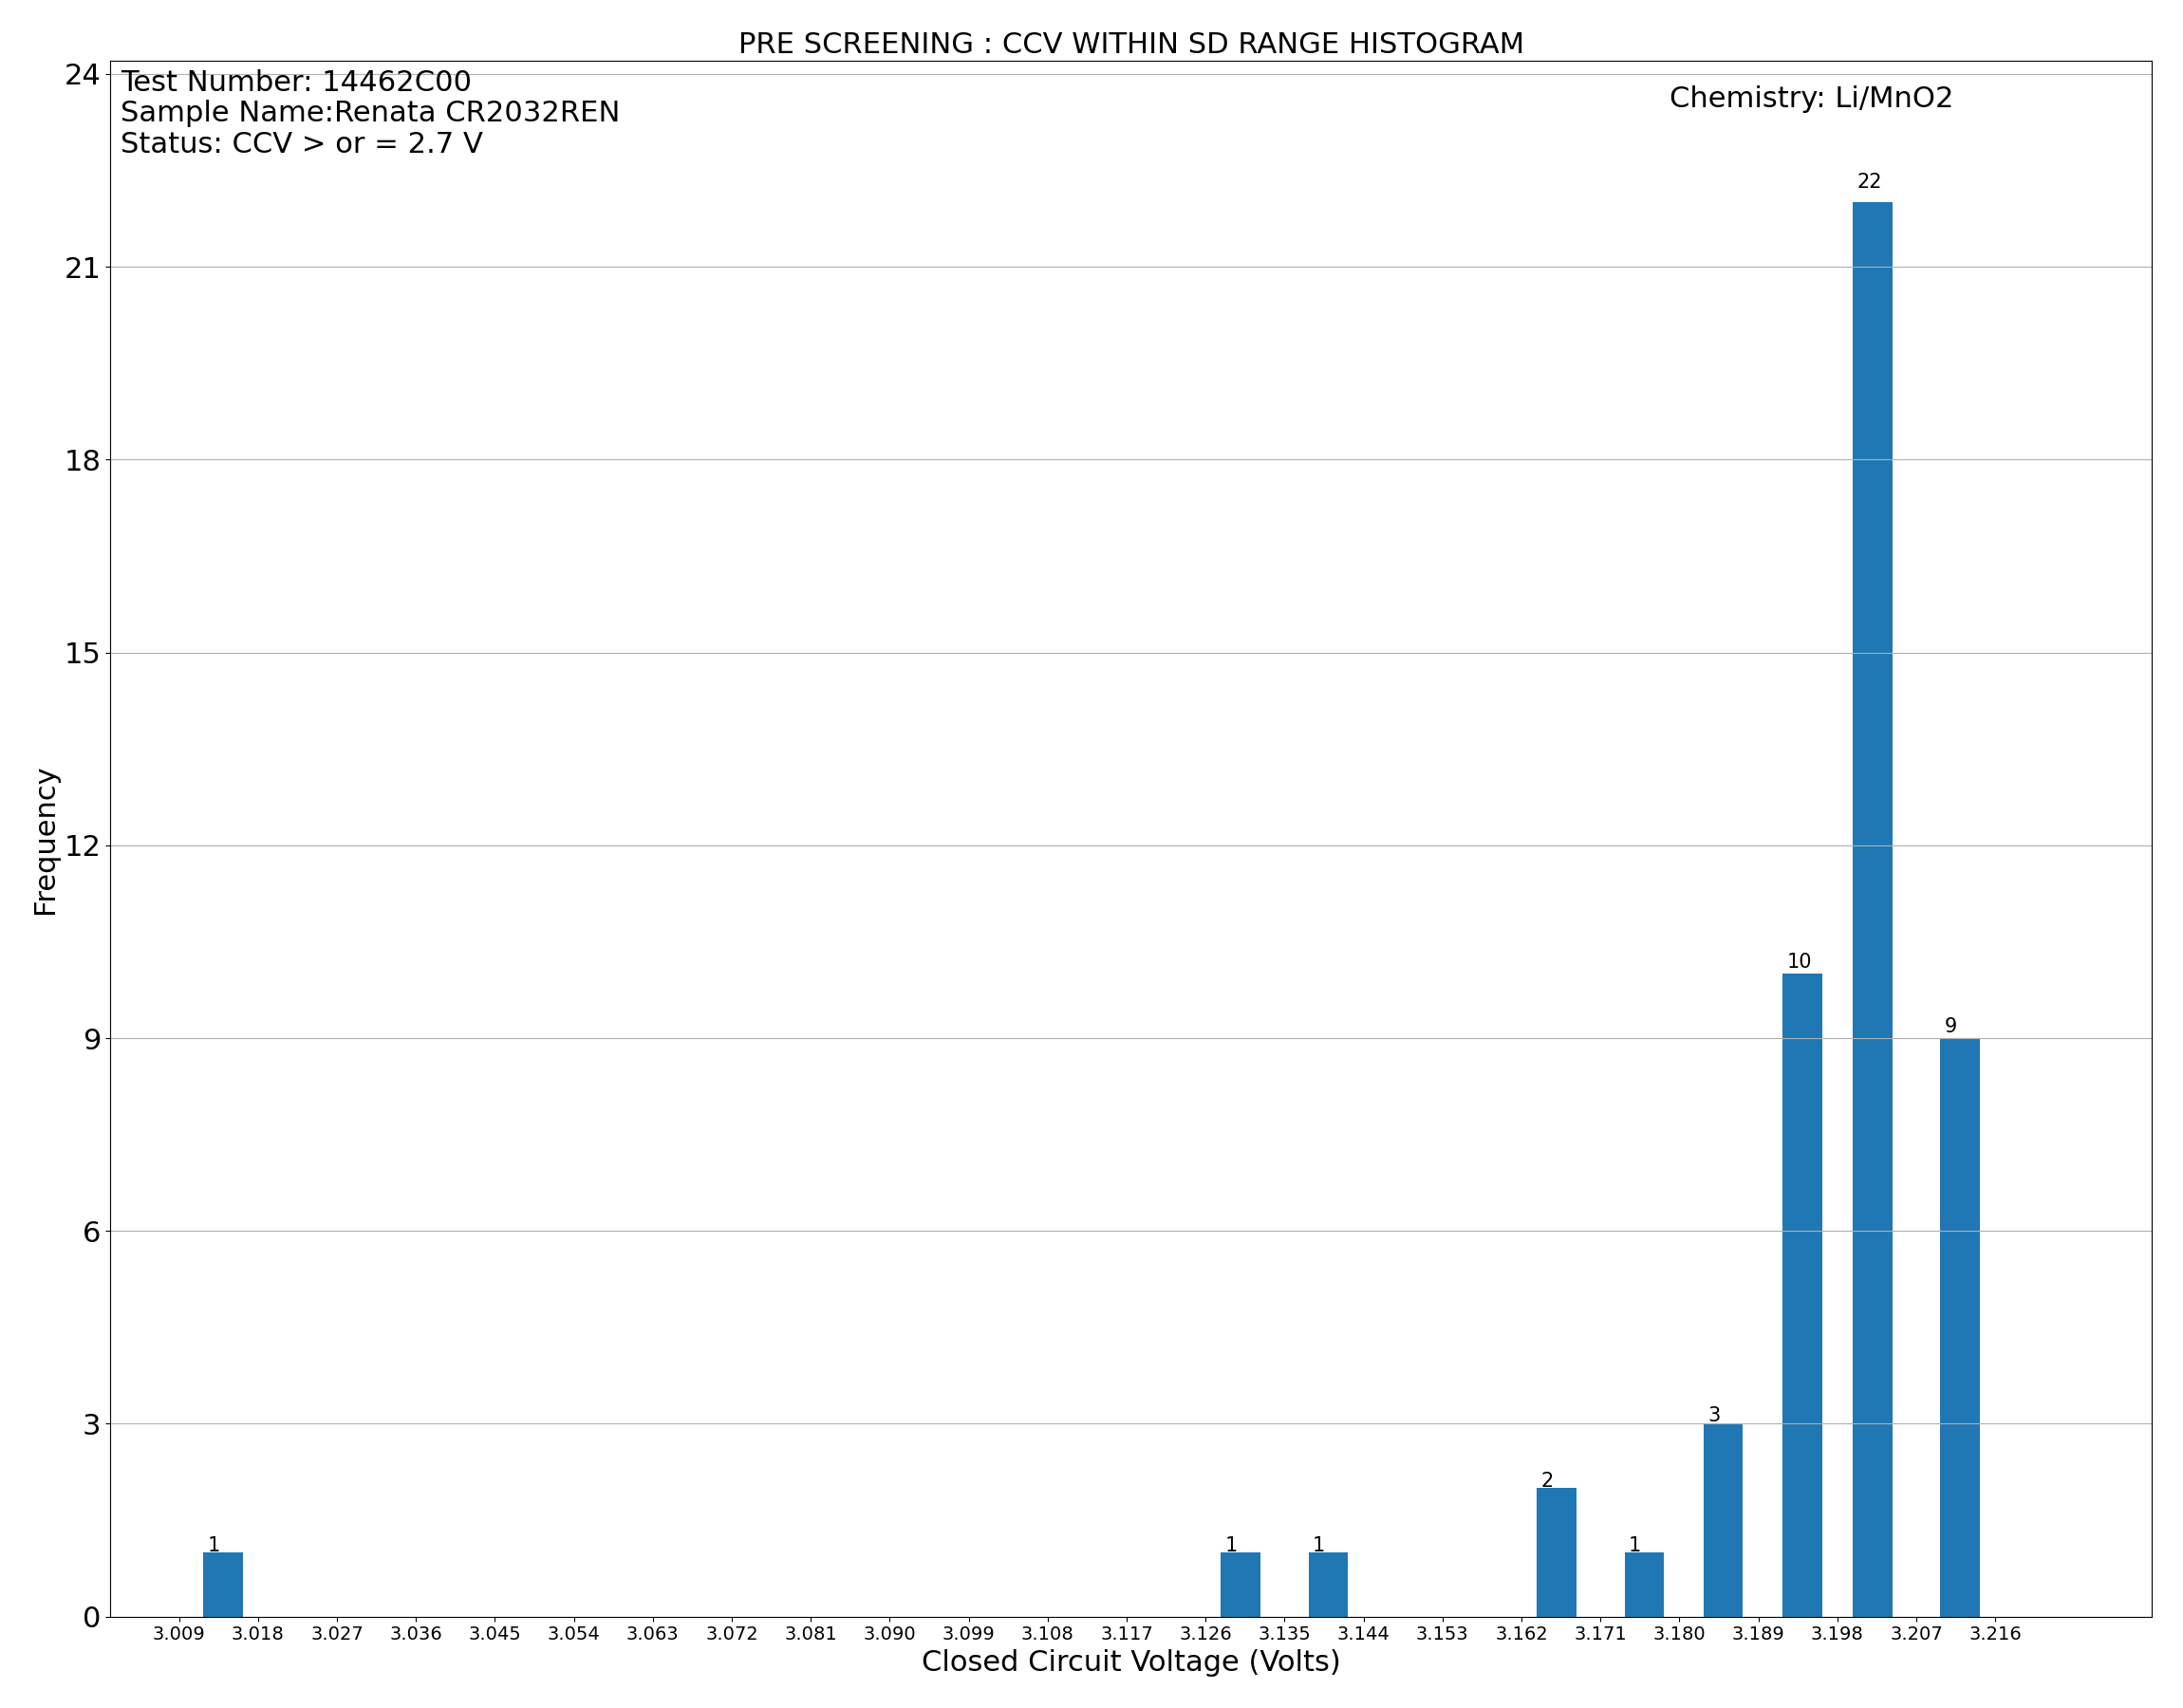 PRE SCREENING : CCV WITHIN SD RANGE HISTOGRAM
Test Number: 14462C00
Sample Name:Renata CR2032REN
Status: CCV > or = 2.7 V
Chemistry: Li/MnO2
24
21
18
15
12
9
6
3
0
Frequency
1
1
1
2
1
3
10
22
9
3.009 3.018 3.027 3.036 3.045 3.054 3.063 3.072 3.081 3.090 3.099 3.108 3.117 3.126 3.135 3.144 3.153 3.162 3.171 3.180 3.189 3.198 3.207 3.216
Closed Circuit Voltage (Volts)